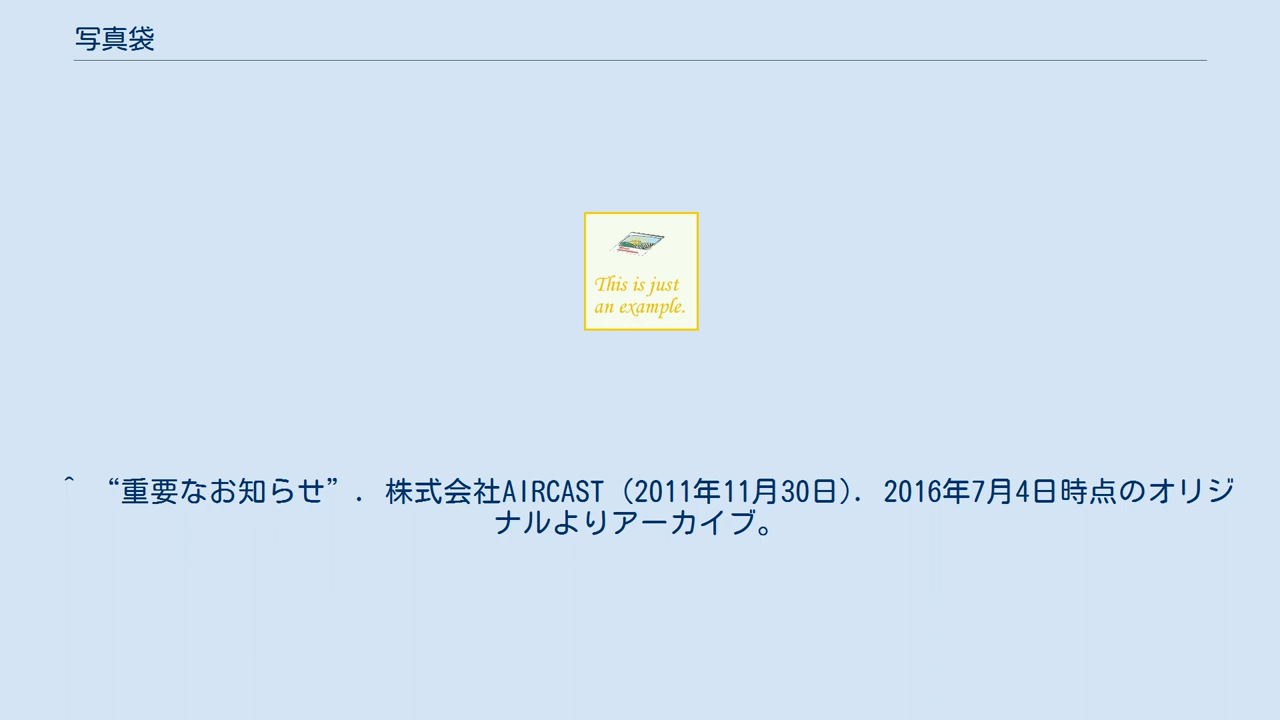 写真袋
This is just
an example.
^ “重要なお知らせ”. 株式会社AIRCAST (2011年11月30日). 2016年7月4日時点のオリジ
ナルよりアーカイブ。